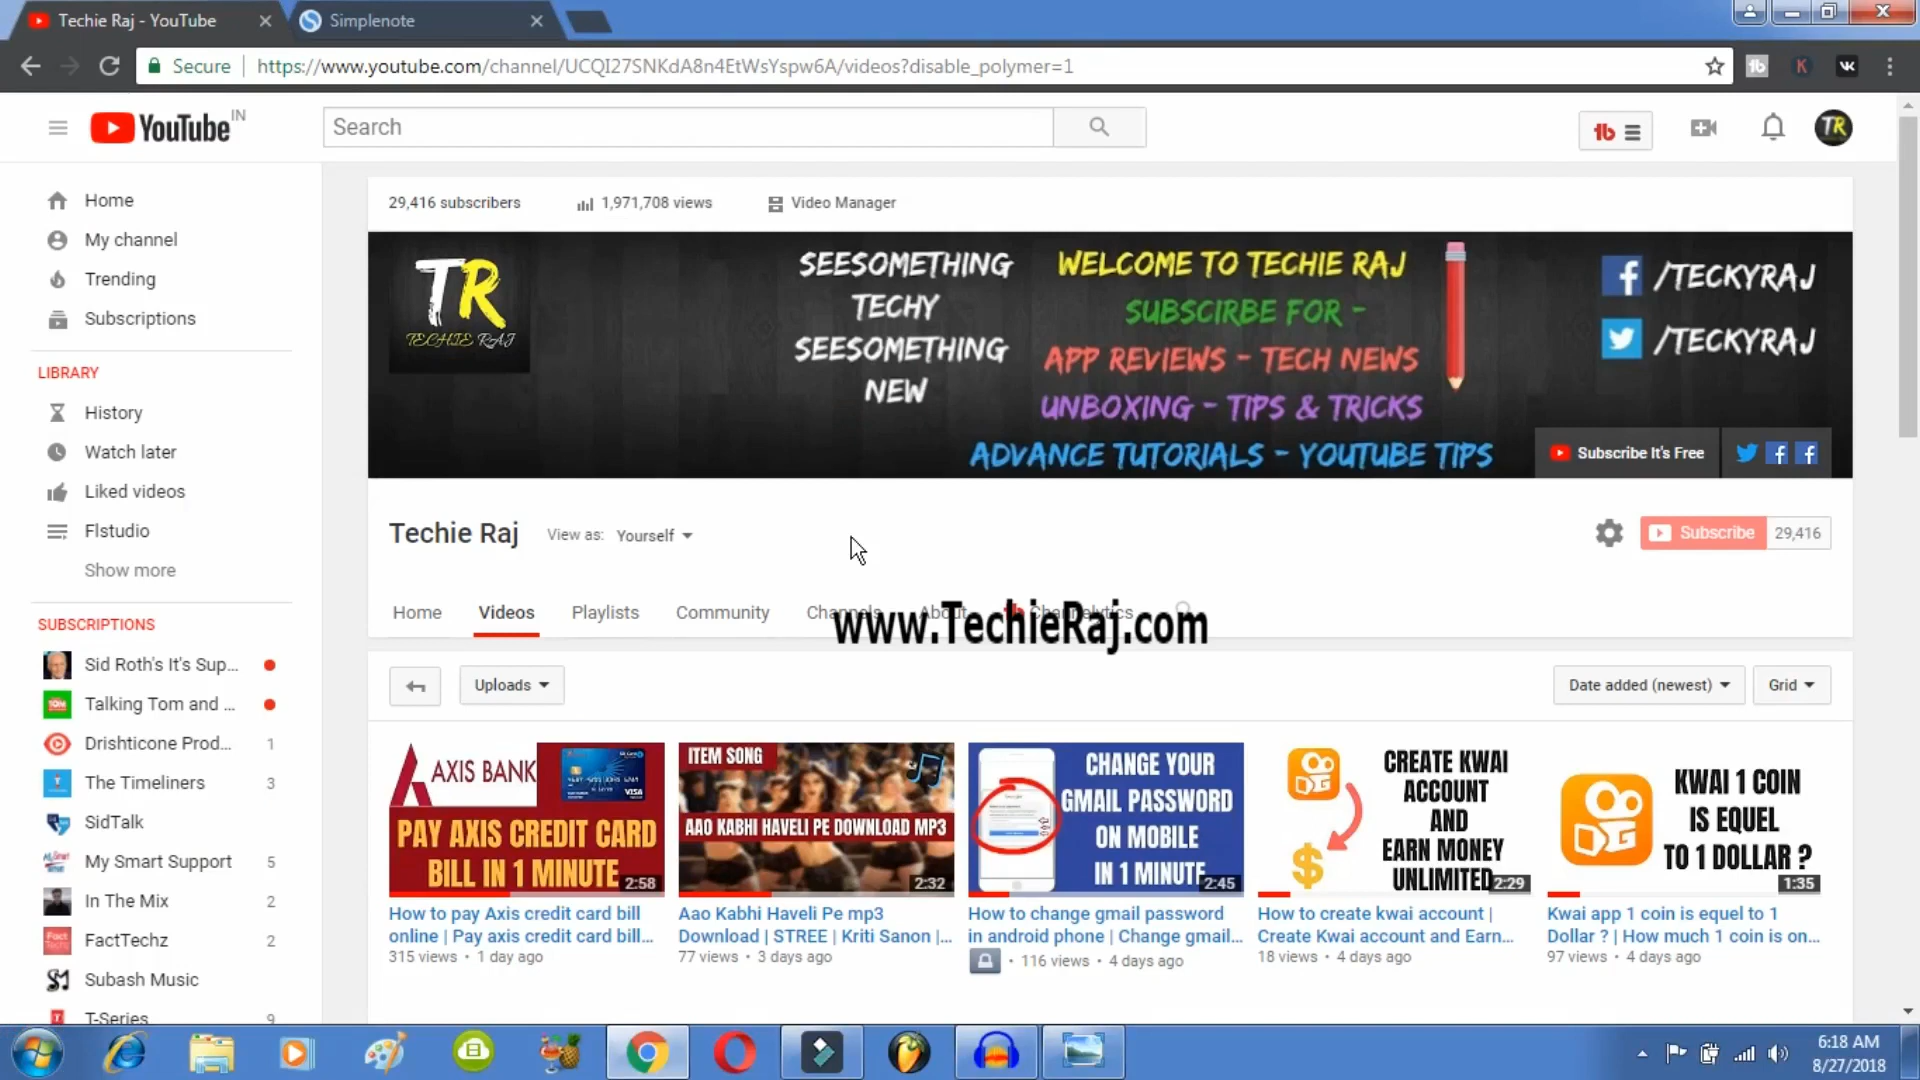 Techie Raj - YouTube
Simplenote
Secure
https://www.youtube.com/channel/UCQI27SNKdA8n4EtWsYspw6A/videos?disable_polymer=1
YouTube IN
Search
Home
My channel
Trending
Subscriptions
LIBRARY
History
Watch later
Liked videos
Flstudio
Show more
SUBSCRIPTIONS
Sid Roth's It's Sup...
Talking Tom and ...
Drishticone Prod... 1
The Timeliners 3
SidTalk
My Smart Support 5
In The Mix 2
FactTechz 2
Subash Music
T-Series 9
29,416 subscribers
1,971,708 views
Video Manager
TR
TECHIE RAJ
SEESOMETHING
TECHY
SEESOMETHING
NEW
WELCOME TO TECHIE RAJ
SUBSCIRBE FOR -
APP REVIEWS - TECH NEWS
UNBOXING - TIPS & TRICKS
ADVANCE TUTORIALS - YOUTUBE TIPS
/TECKYRAJ
/TECKYRAJ
Subscribe It's Free
Techie Raj
View as: Yourself
Subscribe 29,416
Home Videos Playlists Community Channels About Channelytics
www.TechieRaj.com
Uploads
Date added (newest)
Grid
AXIS BANK
VISA
PAY AXIS CREDIT CARD
BILL IN 1 MINUTE
2:58
How to pay Axis credit card bill
online | Pay axis credit card bill...
315 views • 1 day ago
ITEM SONG
AAO KABHI HAVELI PE DOWNLOAD MP3
2:32
Aao Kabhi Haveli Pe mp3
Download | STREE | Kriti Sanon |...
77 views • 3 days ago
CHANGE YOUR
GMAIL PASSWORD
ON MOBILE
IN 1 MINUTE
2:45
How to change gmail password
in android phone | Change gmail...
• 116 views • 4 days ago
CREATE KWAI
ACCOUNT
AND
EARN MONEY
UNLIMITED
2:29
How to create kwai account |
Create Kwai account and Earn...
18 views • 4 days ago
KWAI 1 COIN
IS EQUEL
TO 1 DOLLAR ?
1:35
Kwai app 1 coin is equel to 1
Dollar ? | How much 1 coin is on...
97 views • 4 days ago
6:18 AM
8/27/2018